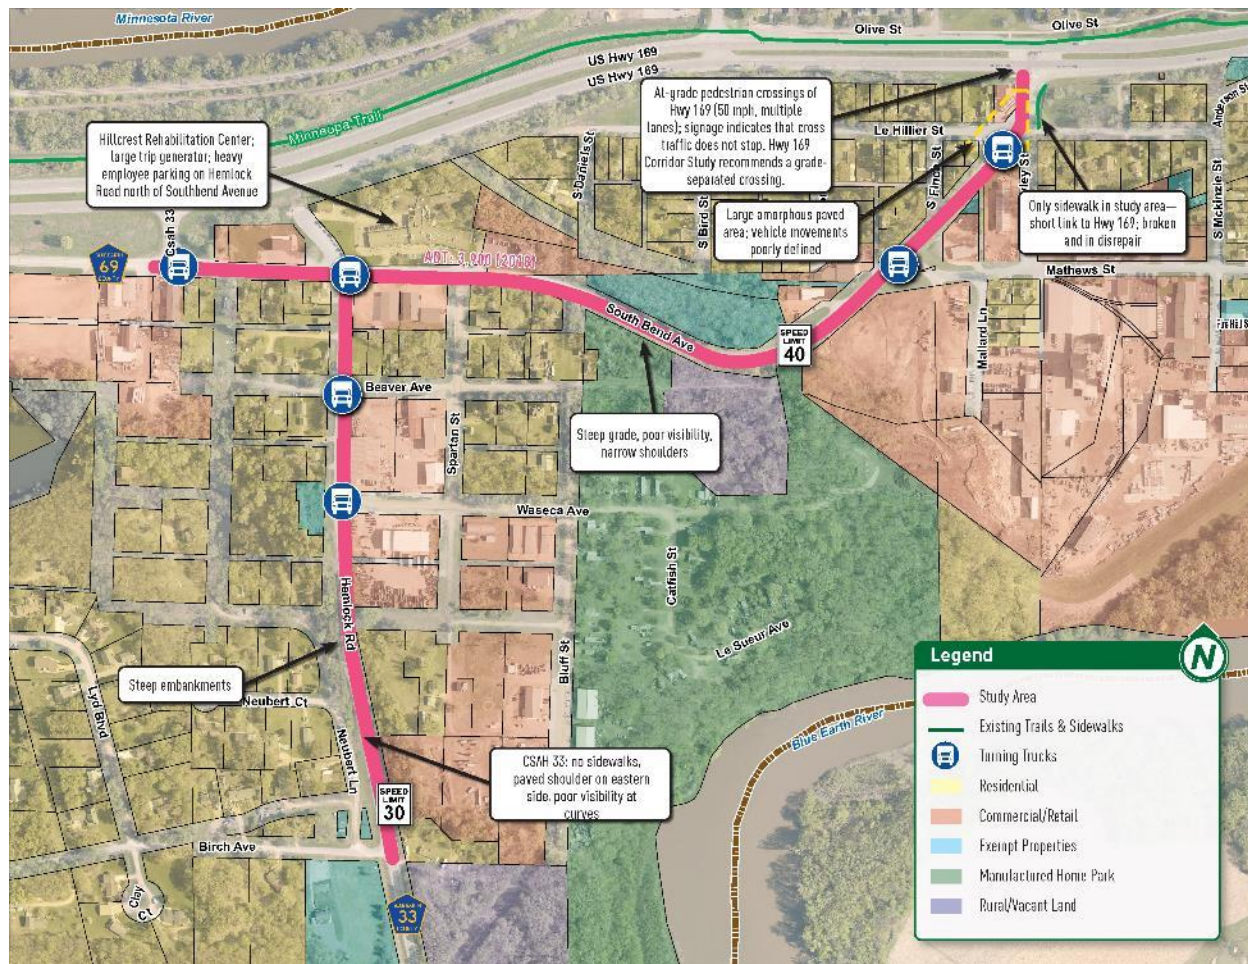 Minnesota River
Olive St
Olive St
US Hwy 169
US Hwy 169
Minneopa Trail
At-grade pedestrian crossings of
Hwy 169 (50 mph, multiple
lanes); signage indicates that cross
traffic does not stop. Hwy 169
Corridor Study recommends a grade-
separated crossing.
Le Hillier St
Anderson St
Hillcrest Rehabilitation Center;
large trip generator; heavy
employee parking on Hemlock
Road north of Southbend Avenue
S Daniels St
S Bird St
S Finch St
S Mckinzie St
Large amorphous paved
area; vehicle movements
poorly defined
Only sidewalk in study area—
short link to Hwy 169; broken
and in disrepair
Csah 33
69
COUNTY
ADT: 3,900 (2018)
Mathews St
South Bend Ave
SPEED
LIMIT
40
Mallard Ln
Beaver Ave
Spartan St
Steep grade, poor visibility,
narrow shoulders
Waseca Ave
Catfish St
Hemlock Rd
Le Sueur Ave
Bluff St
Steep embankments
Lyd Blvd
Neubert Ct
Neubert Ln
Blue Earth River
CSAH 33: no sidewalks,
paved shoulder on eastern
side, poor visibility at
curves
SPEED
LIMIT
30
Birch Ave
Clay
Ct
33
COUNTY
Legend
N
Study Area
Existing Trails & Sidewalks
Turning Trucks
Residential
Commercial/Retail
Exempt Properties
Manufactured Home Park
Rural/Vacant Land